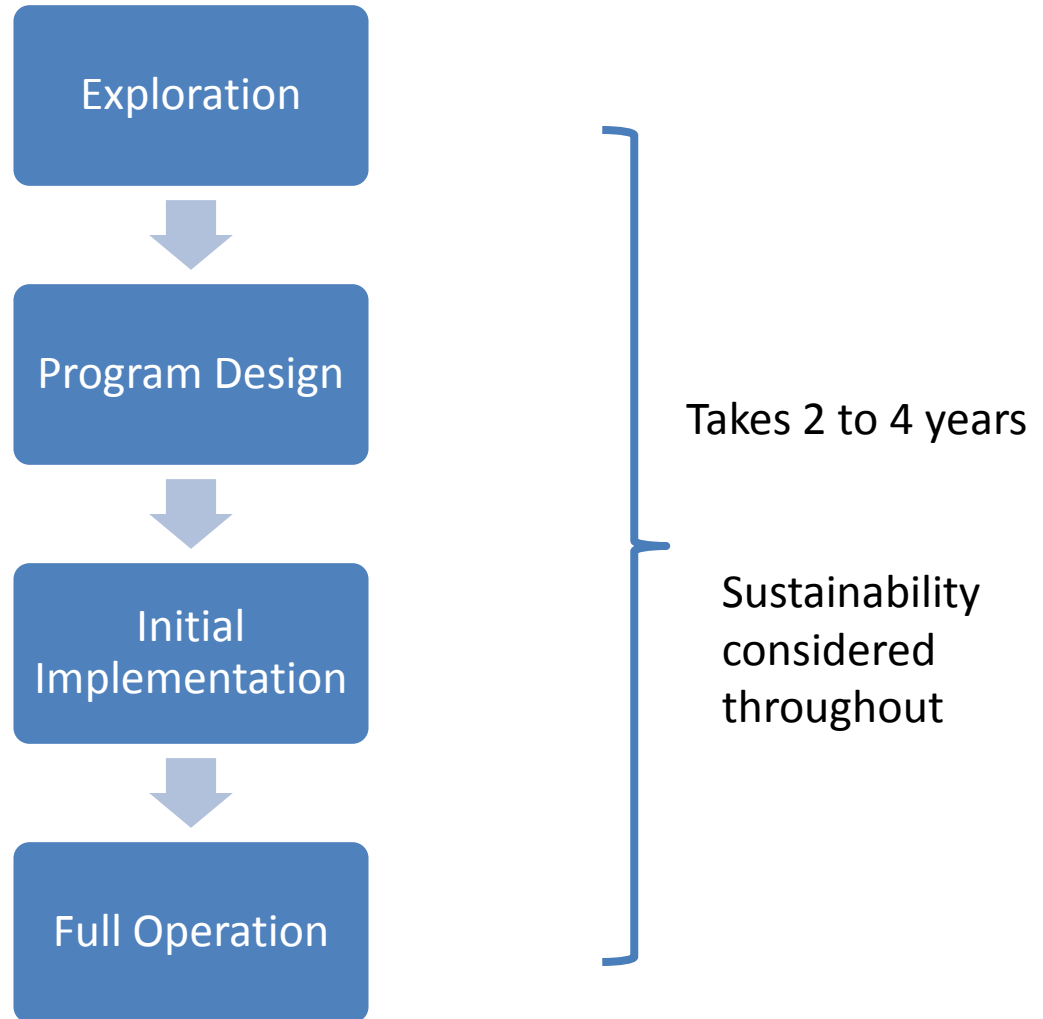 Exploration
Program Design
Initial
Implementation
Full Operation
Takes 2 to 4 years
Sustainability
considered
throughout